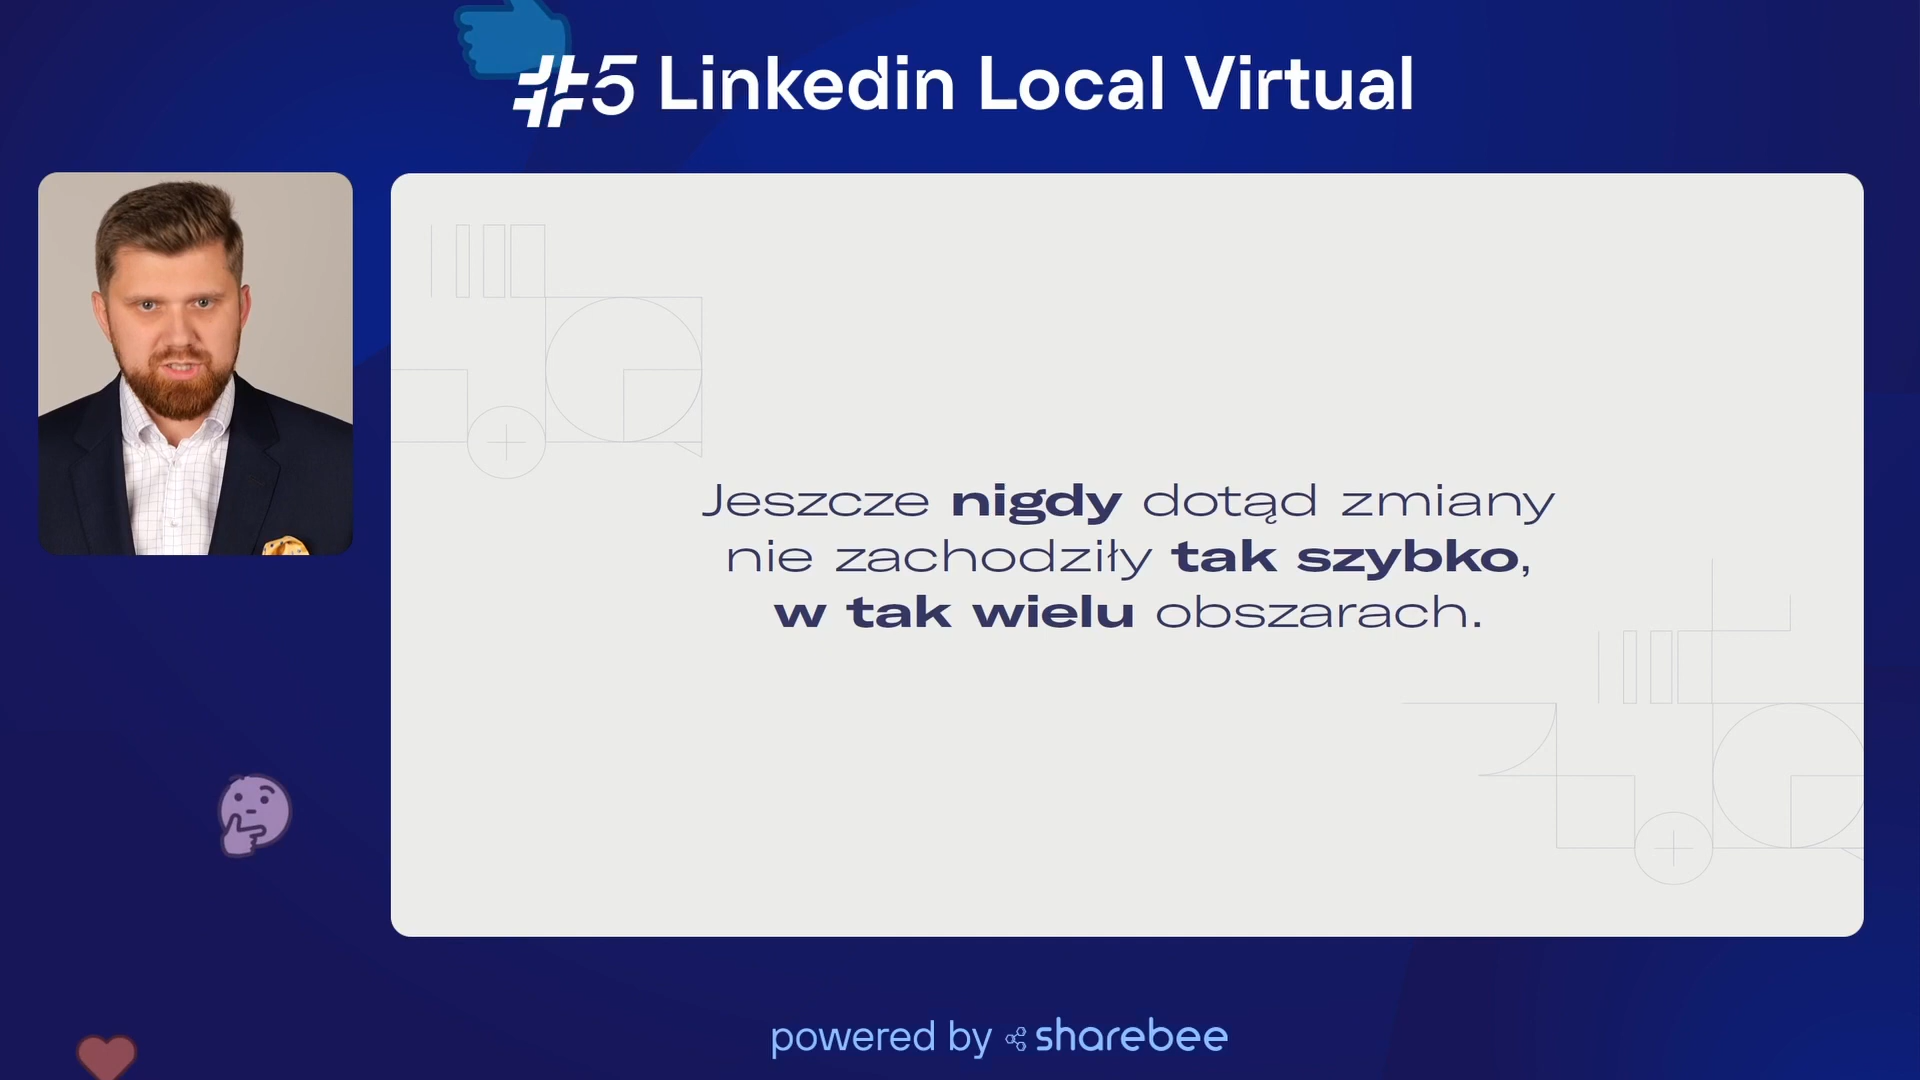 #5 Linkedin Local Virtual
Jeszcze nigdy dotąd zmiany
nie zachodziły tak szybko,
w tak wielu obszarach.
powered by sharebee